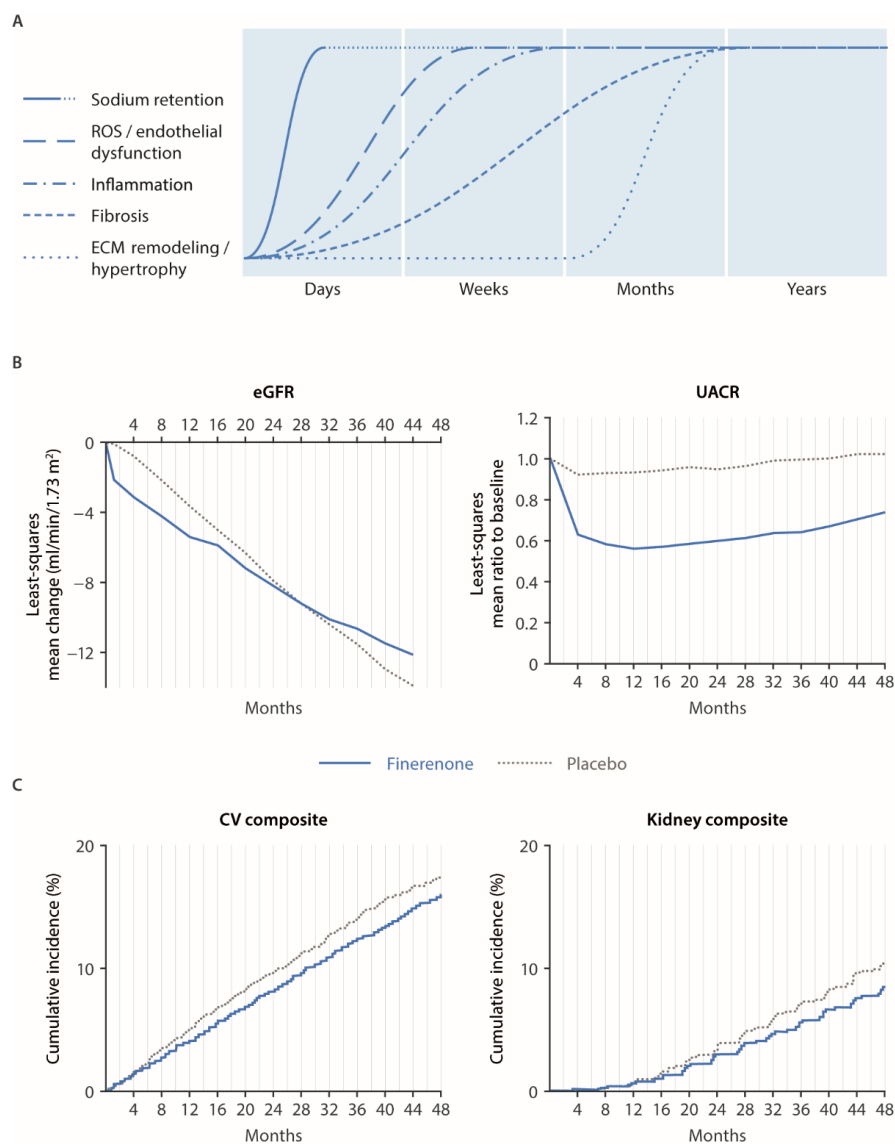 A
Sodium retention
ROS / endothelial
dysfunction
Inflammation
Fibrosis
ECM remodeling /
hypertrophy
Days Weeks Months Years
B
eGFR
4 8 12 16 20 24 28 32 36 40 44 48
0
−4
−8
−12
Least-squares
mean change (ml/min/1.73 m²)
Months
UACR
1.2
1.0
0.8
0.6
0.4
0.2
0
Least-squares
mean ratio to baseline
4 8 12 16 20 24 28 32 36 40 44 48
Months
Finerenone Placebo
C
CV composite
20
10
0
Cumulative incidence (%)
4 8 12 16 20 24 28 32 36 40 44 48
Months
Kidney composite
20
10
0
Cumulative incidence (%)
4 8 12 16 20 24 28 32 36 40 44 48
Months